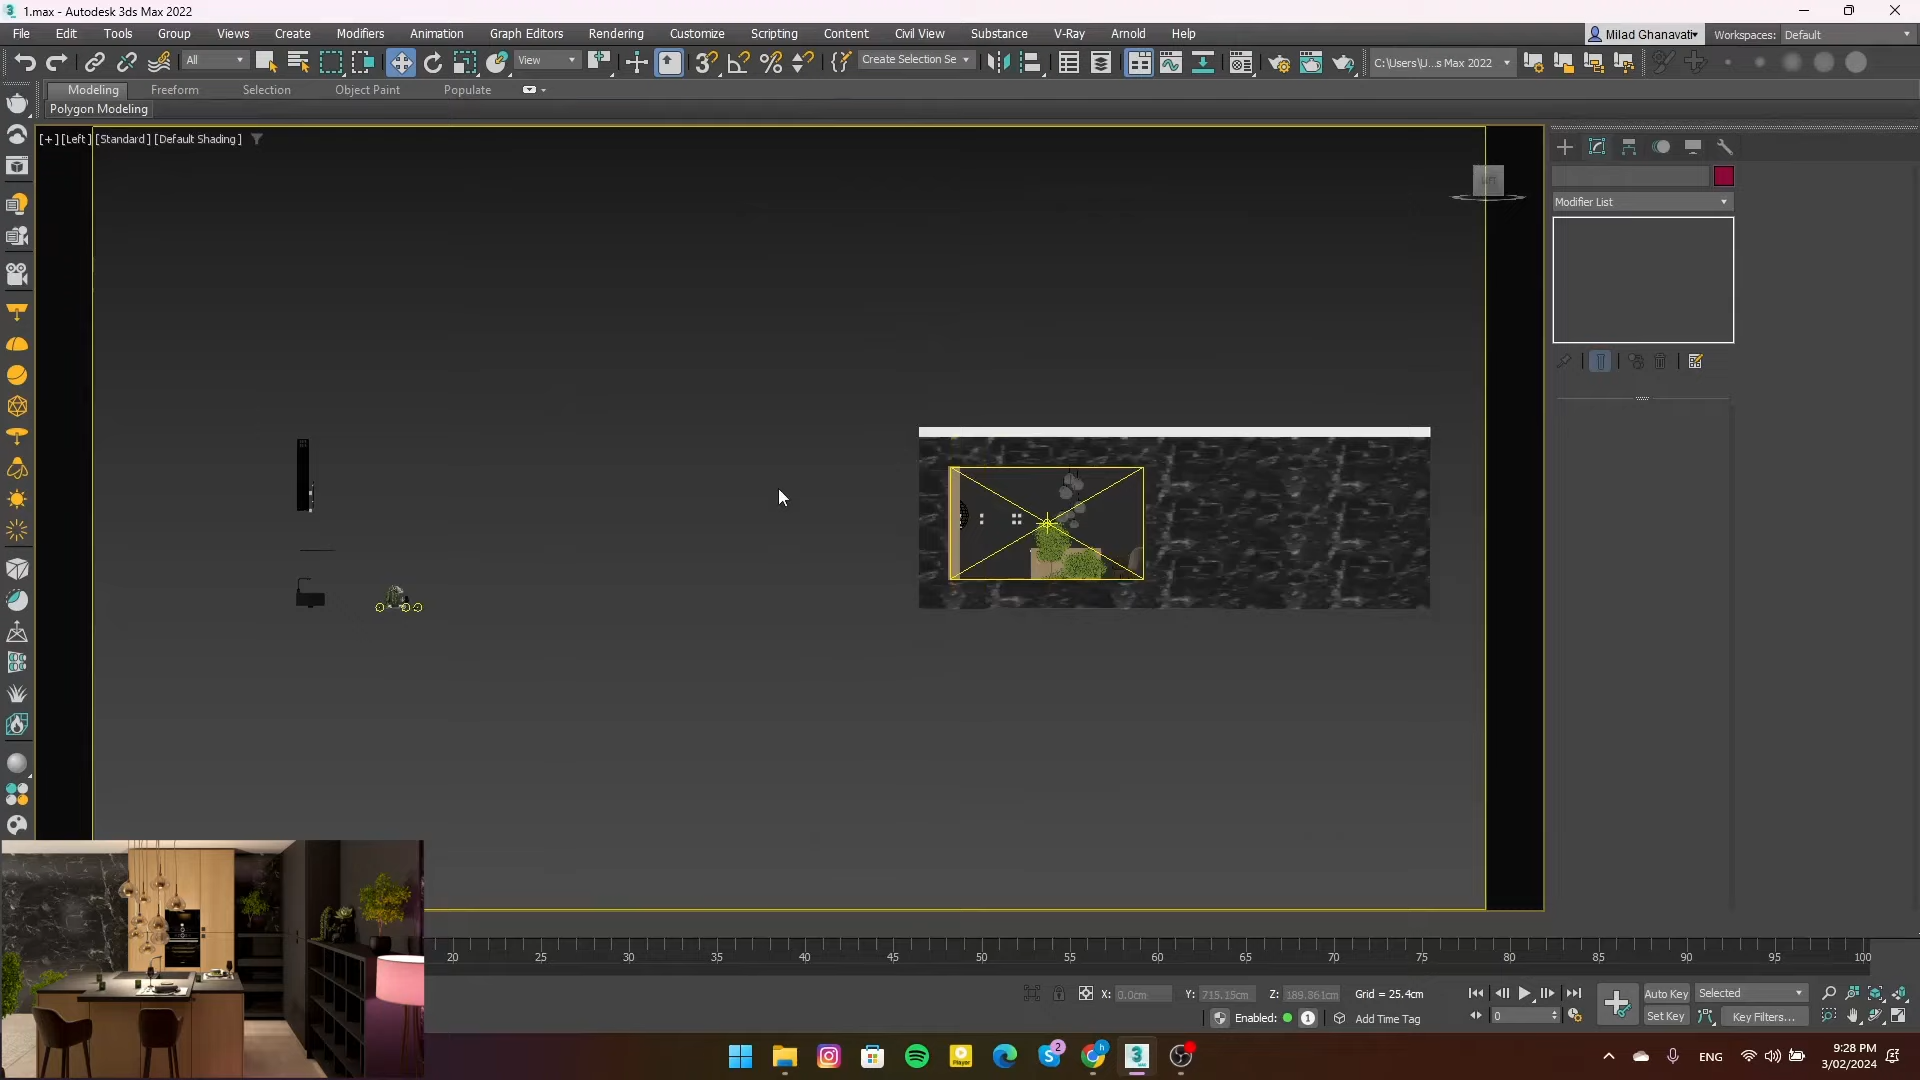 1.max - Autodesk 3ds Max 2022
File Edit Tools Group Views Create Modifiers Animation Graph Editors Rendering Customize Scripting Content Civil View Substance V-Ray Arnold Help
Milad Ghanavati Workspaces: Default
All View Create Selection Se C:\Users\U...s Max 2022
Modeling Freeform Selection Object Paint Populate
Polygon Modeling
[+] [Left] [Standard] [Default Shading]
LEFT
Modifier List
20 25 30 35 40 45 50 55 60 65 70 75 80 85 90 95 100
X: 0.0cm Y: 715.15cm Z: 189.861cm Grid = 25.4cm
Auto Key Selected
Enabled: 1 Add Time Tag
0
Set Key Key Filters...
Player
2
h
3
ENG
9:28 PM
3/02/2024